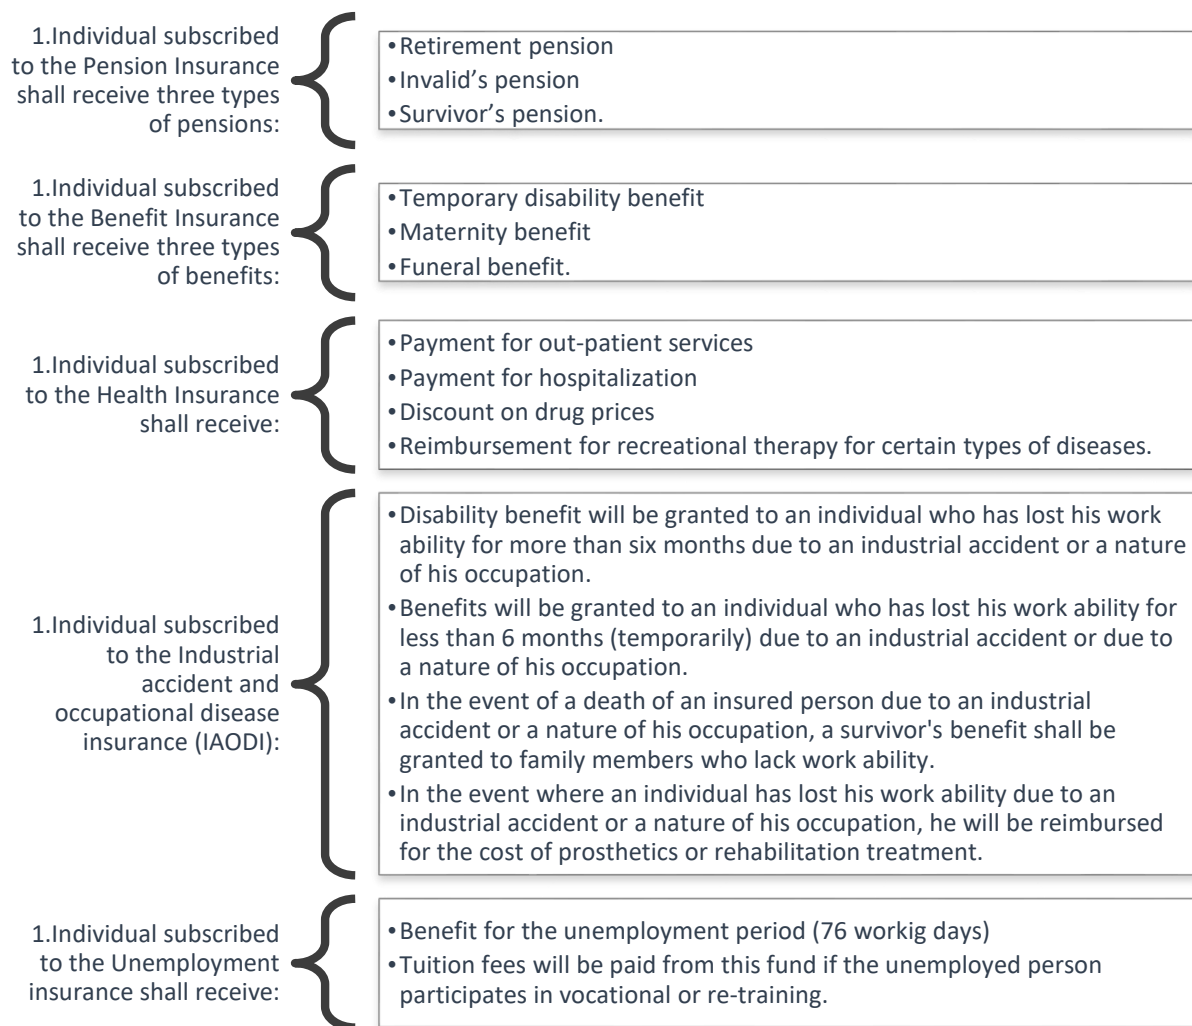 1.Individual subscribed
to the Pension Insurance
shall receive three types
of pensions:
•Retirement pension
•Invalid’s pension
•Survivor’s pension.
1.Individual subscribed
to the Benefit Insurance
shall receive three types
of benefits:
•Temporary disability benefit
•Maternity benefit
•Funeral benefit.
1.Individual subscribed
to the Health Insurance
shall receive:
•Payment for out-patient services
•Payment for hospitalization
•Discount on drug prices
•Reimbursement for recreational therapy for certain types of diseases.
1.Individual subscribed
to the Industrial
accident and
occupational disease
insurance (IAODI):
•Disability benefit will be granted to an individual who has lost his work
ability for more than six months due to an industrial accident or a nature
of his occupation.
•Benefits will be granted to an individual who has lost his work ability for
less than 6 months (temporarily) due to an industrial accident or due to
a nature of his occupation.
•In the event of a death of an insured person due to an industrial
accident or a nature of his occupation, a survivor's benefit shall be
granted to family members who lack work ability.
•In the event where an individual has lost his work ability due to an
industrial accident or a nature of his occupation, he will be reimbursed
for the cost of prosthetics or rehabilitation treatment.
1.Individual subscribed
to the Unemployment
insurance shall receive:
•Benefit for the unemployment period (76 workig days)
•Tuition fees will be paid from this fund if the unemployed person
participates in vocational or re-training.